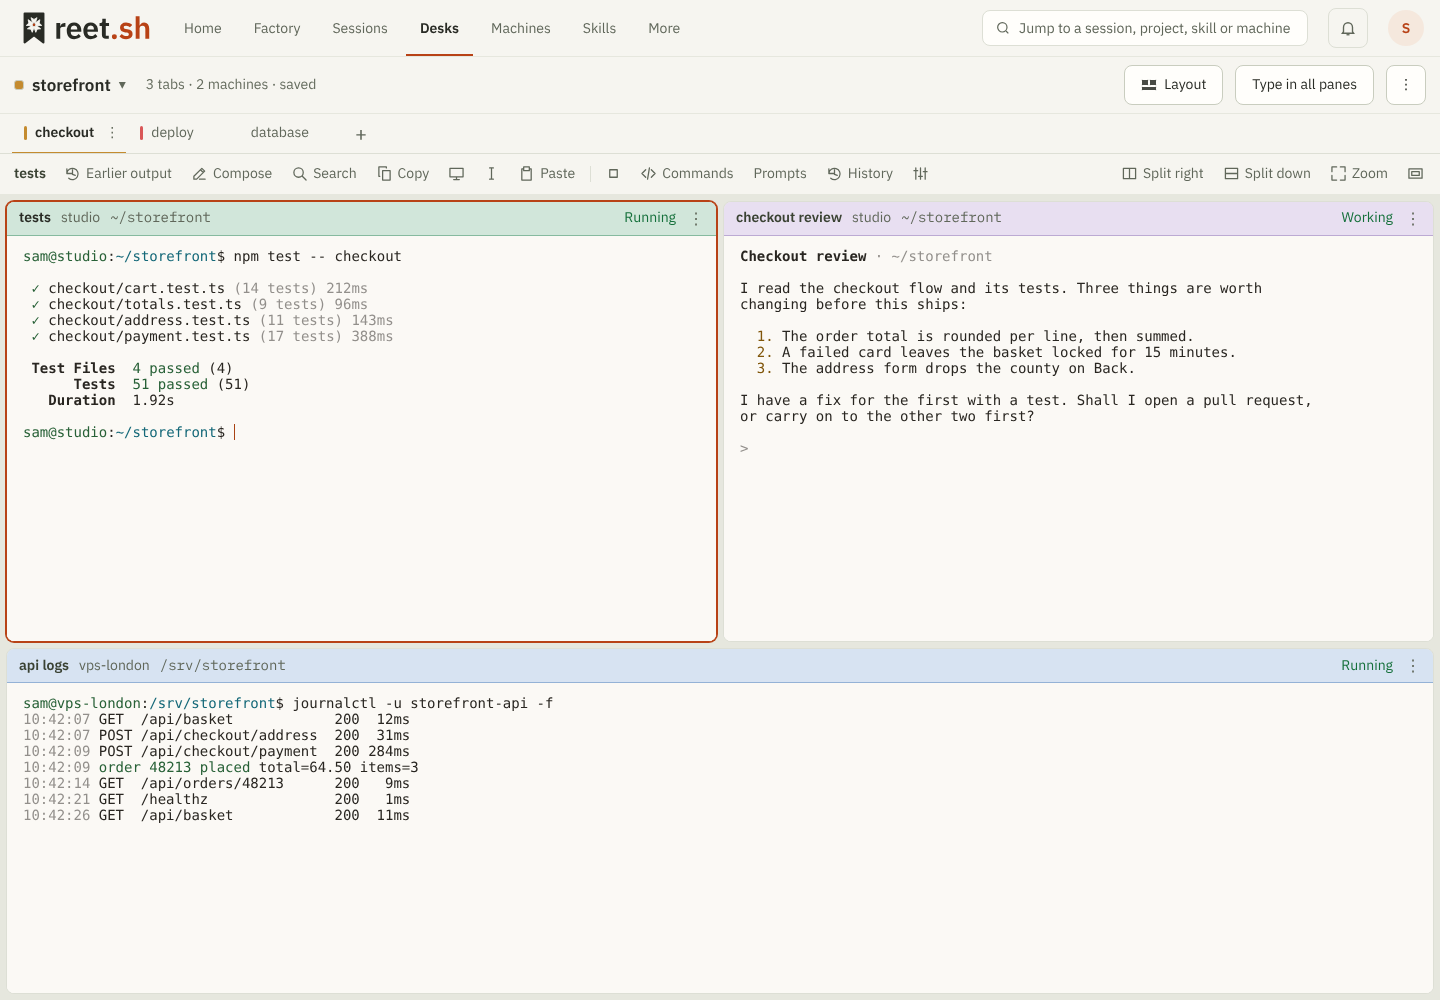 reet.sh Home Factory Sessions Desks Machines Skills More Jump to a session, project, skill or machine S
storefront ▾ 3 tabs · 2 machines · saved Layout Type in all panes
checkout deploy database +
tests Earlier output Compose Search Copy Paste Commands Prompts History Split right Split down Zoom
tests studio ~/storefront Running
sam@studio:~/storefront$ npm test -- checkout
✓ checkout/cart.test.ts (14 tests) 212ms
✓ checkout/totals.test.ts (9 tests) 96ms
✓ checkout/address.test.ts (11 tests) 143ms
✓ checkout/payment.test.ts (17 tests) 388ms
Test Files 4 passed (4)
Tests 51 passed (51)
Duration 1.92s
sam@studio:~/storefront$
checkout review studio ~/storefront Working
Checkout review · ~/storefront
I read the checkout flow and its tests. Three things are worth
changing before this ships:
1. The order total is rounded per line, then summed.
2. A failed card leaves the basket locked for 15 minutes.
3. The address form drops the county on Back.
I have a fix for the first with a test. Shall I open a pull request,
or carry on to the other two first?
>
api logs vps-london /srv/storefront Running
sam@vps-london:/srv/storefront$ journalctl -u storefront-api -f
10:42:07 GET /api/basket 200 12ms
10:42:07 POST /api/checkout/address 200 31ms
10:42:09 POST /api/checkout/payment 200 284ms
10:42:09 order 48213 placed total=64.50 items=3
10:42:14 GET /api/orders/48213 200 9ms
10:42:21 GET /healthz 200 1ms
10:42:26 GET /api/basket 200 11ms